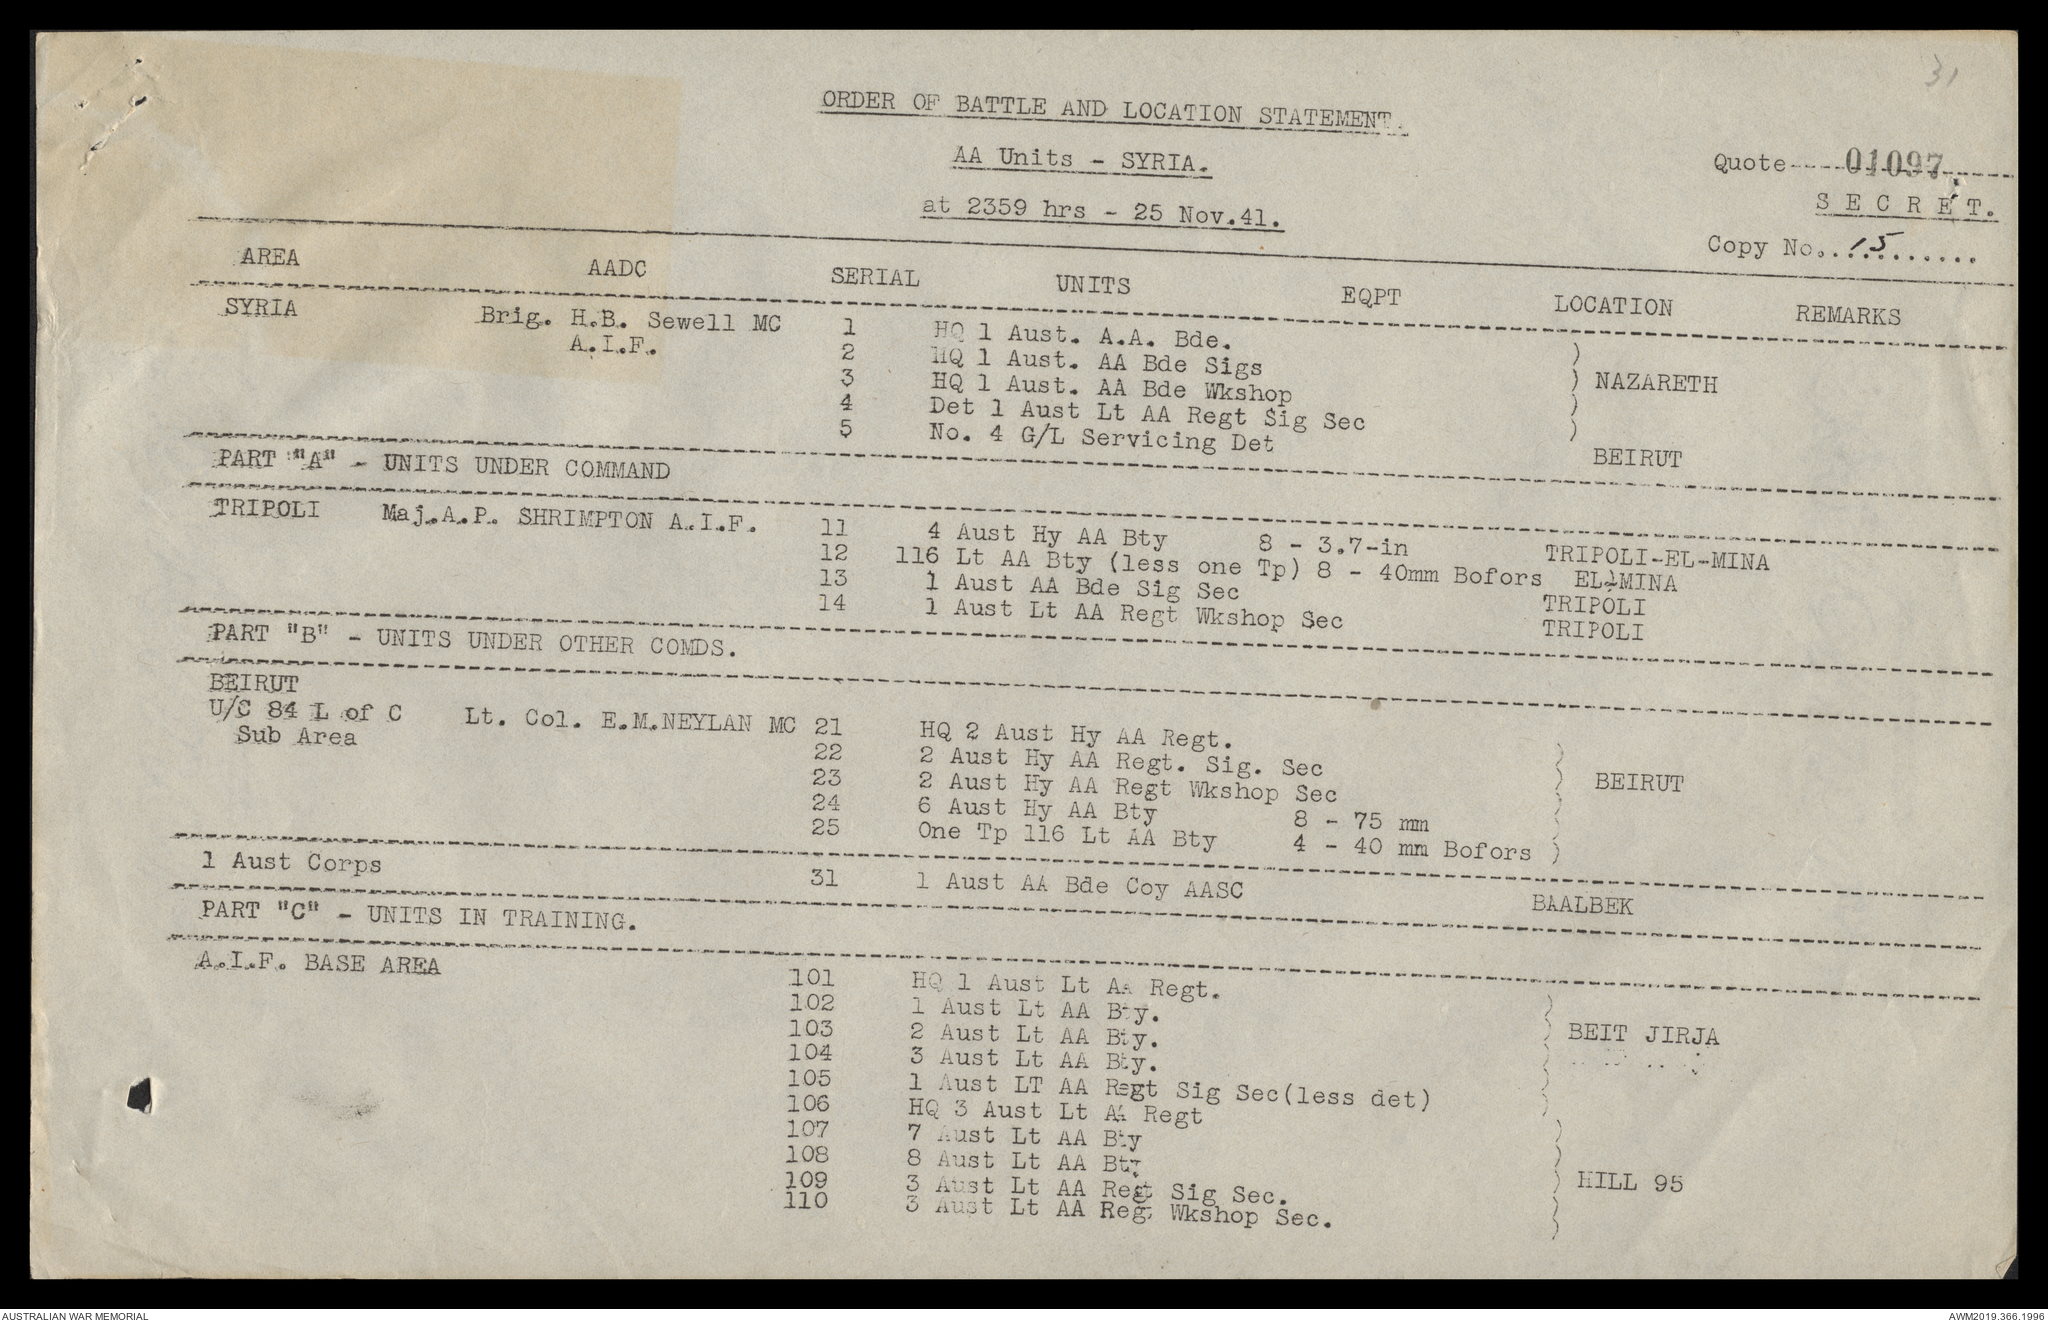 31
ORDER OF BATTLE AND LOCATION STATEMENT.
AA Units - SYRIA.
at 2359 hrs - 25 Nov.41.
Quote----01097
S E C R E T.
Copy No..15..........
AREA AADC SERIAL UNITS EQPT LOCATION REMARKS
SYRIA Brig. H.B. Sewell MC 1 HQ 1 Aust. A.A. Bde. )
A.I.F. 2 HQ 1 Aust. AA Bde Sigs ) NAZARETH
3 HQ 1 Aust. AA Bde Wkshop )
4 Det 1 Aust Lt AA Regt Sig Sec )
5 No. 4 G/L Servicing Det BEIRUT
PART "A" - UNITS UNDER COMMAND
TRIPOLI Maj.A.P. SHRIMPTON A.I.F. 11 4 Aust Hy AA Bty 8 - 3.7-in TRIPOLI-EL-MINA
12 116 Lt AA Bty (less one Tp) 8 - 40mm Bofors EL-MINA
13 1 Aust AA Bde Sig Sec TRIPOLI
14 1 Aust Lt AA Regt Wkshop Sec TRIPOLI
PART "B" - UNITS UNDER OTHER COMDS.
BEIRUT
U/C 84 L of C Lt. Col. E.M.NEYLAN MC 21 HQ 2 Aust Hy AA Regt. )
Sub Area 22 2 Aust Hy AA Regt. Sig. Sec ) BEIRUT
23 2 Aust Hy AA Regt Wkshop Sec )
24 6 Aust Hy AA Bty 8 - 75 mm )
25 One Tp 116 Lt AA Bty 4 - 40 mm Bofors )
1 Aust Corps 31 1 Aust AA Bde Coy AASC BAALBEK
PART "C" - UNITS IN TRAINING.
A.I.F. BASE AREA 101 HQ 1 Aust Lt AA Regt. )
102 1 Aust Lt AA Bty. ) BEIT JIRJA
103 2 Aust Lt AA Bty. )
104 3 Aust Lt AA Bty. )
105 1 Aust LT AA Regt Sig Sec(less det) )
106 HQ 3 Aust Lt AA Regt )
107 7 Aust Lt AA Bty )
108 8 Aust Lt AA Bty ) HILL 95
109 3 Aust Lt AA Regt Sig Sec. )
110 3 Aust Lt AA Regt Wkshop Sec. )
AUSTRALIAN WAR MEMORIAL AWM2019.366.1996